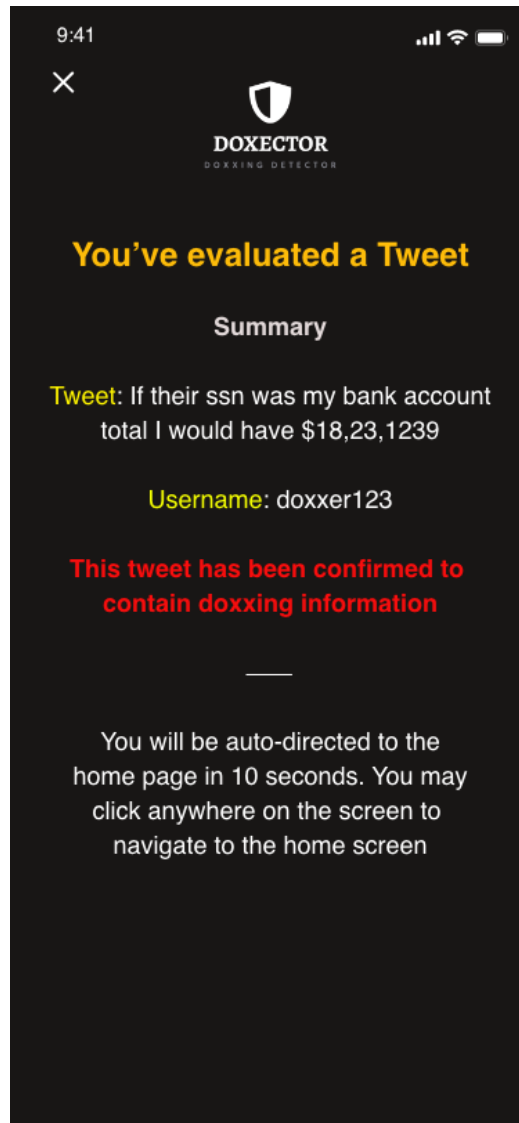 9:41
DOXECTOR
DOXXING DETECTOR
You’ve evaluated a Tweet
Summary
Tweet: If their ssn was my bank account
total I would have $18,23,1239
Username: doxxer123
This tweet has been confirmed to
contain doxxing information
You will be auto-directed to the
home page in 10 seconds. You may
click anywhere on the screen to
navigate to the home screen